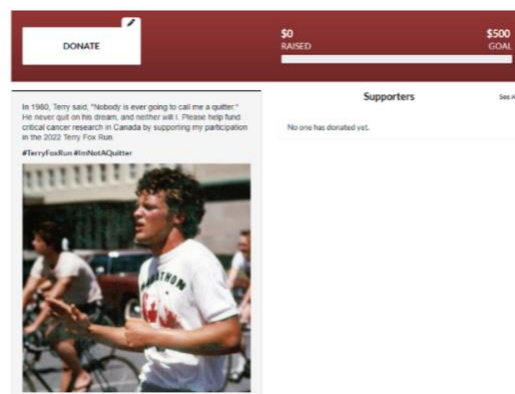 DONATE
$0
RAISED
$500
GOAL
In 1980, Terry said, "Nobody is ever going to call me a quitter."
He never quit on his dream, and neither will I. Please help fund
critical cancer research in Canada by supporting my participation
in the 2022 Terry Fox Run.
#TerryFoxRun #ImNotAQuitter
Supporters
See
No one has donated yet.